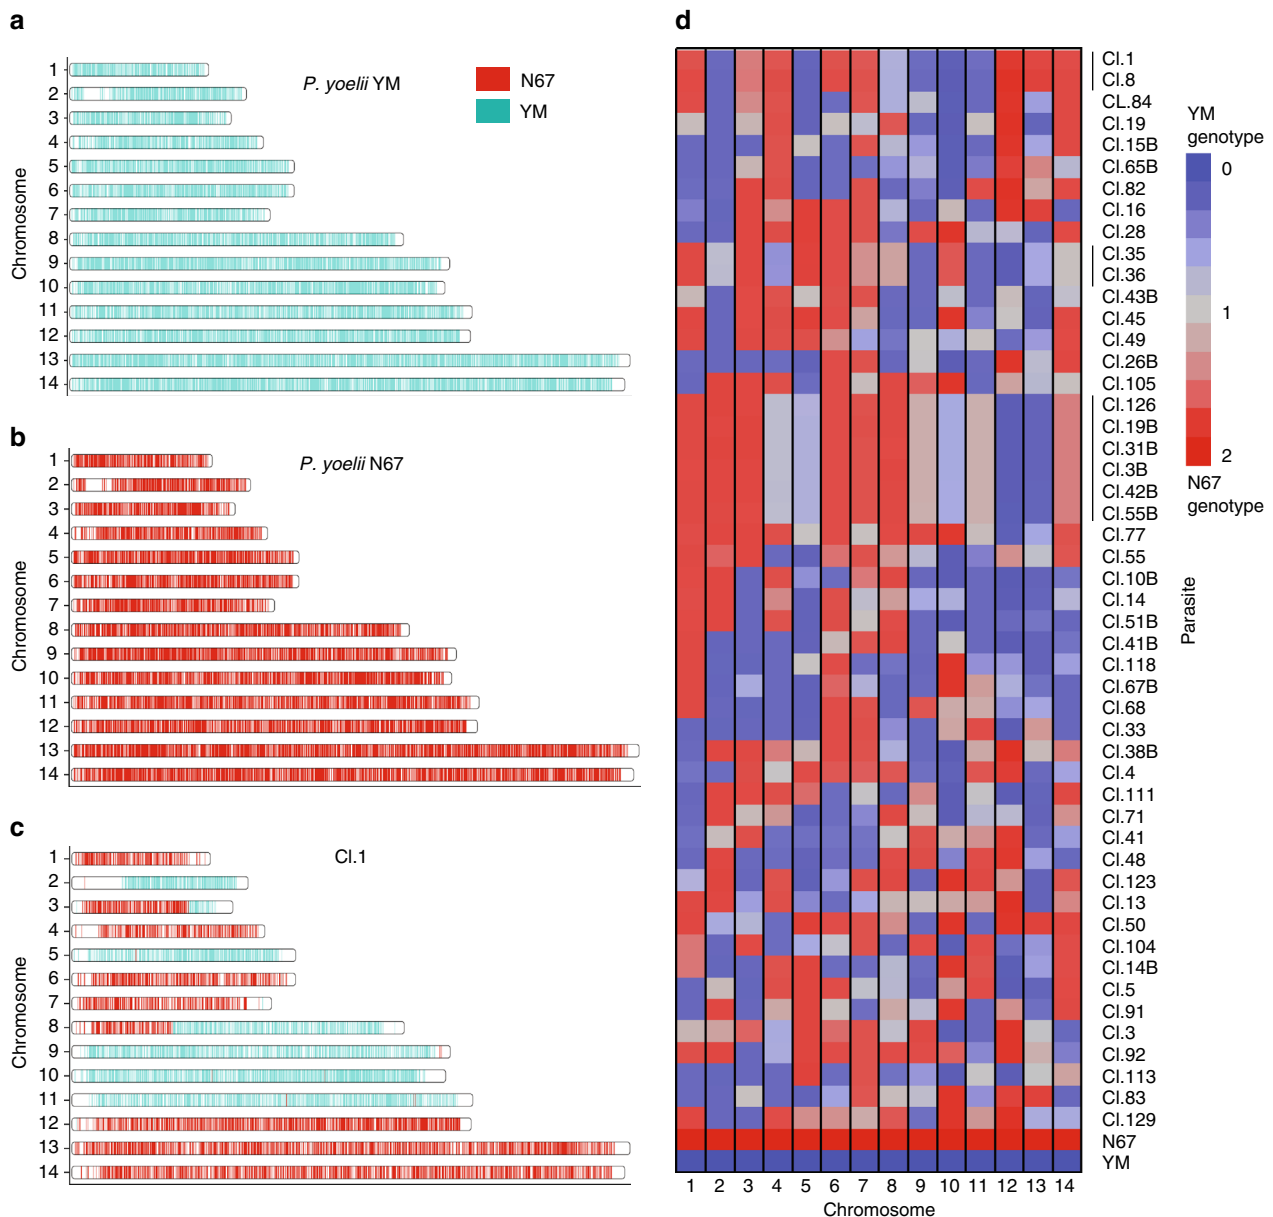 a
P. yoelii YM
N67
YM
Chromosome
1
2
3
4
5
6
7
8
9
10
11
12
13
14
b
P. yoelii N67
Chromosome
1
2
3
4
5
6
7
8
9
10
11
12
13
14
c
Cl.1
Chromosome
1
2
3
4
5
6
7
8
9
10
11
12
13
14
d
Cl.1
Cl.8
CL.84
Cl.19
Cl.15B
Cl.65B
Cl.82
Cl.16
Cl.28
Cl.35
Cl.36
Cl.43B
Cl.45
Cl.49
Cl.26B
Cl.105
Cl.126
Cl.19B
Cl.31B
Cl.3B
Cl.42B
Cl.55B
Cl.77
Cl.55
Cl.10B
Cl.14
Cl.51B
Cl.41B
Cl.118
Cl.67B
Cl.68
Cl.33
Cl.38B
Cl.4
Cl.111
Cl.71
Cl.41
Cl.48
Cl.123
Cl.13
Cl.50
Cl.104
Cl.14B
Cl.5
Cl.91
Cl.3
Cl.92
Cl.113
Cl.83
Cl.129
N67
YM
1 2 3 4 5 6 7 8 9 10 11 12 13 14
Chromosome
Parasite
YM
genotype
0
1
2
N67
genotype